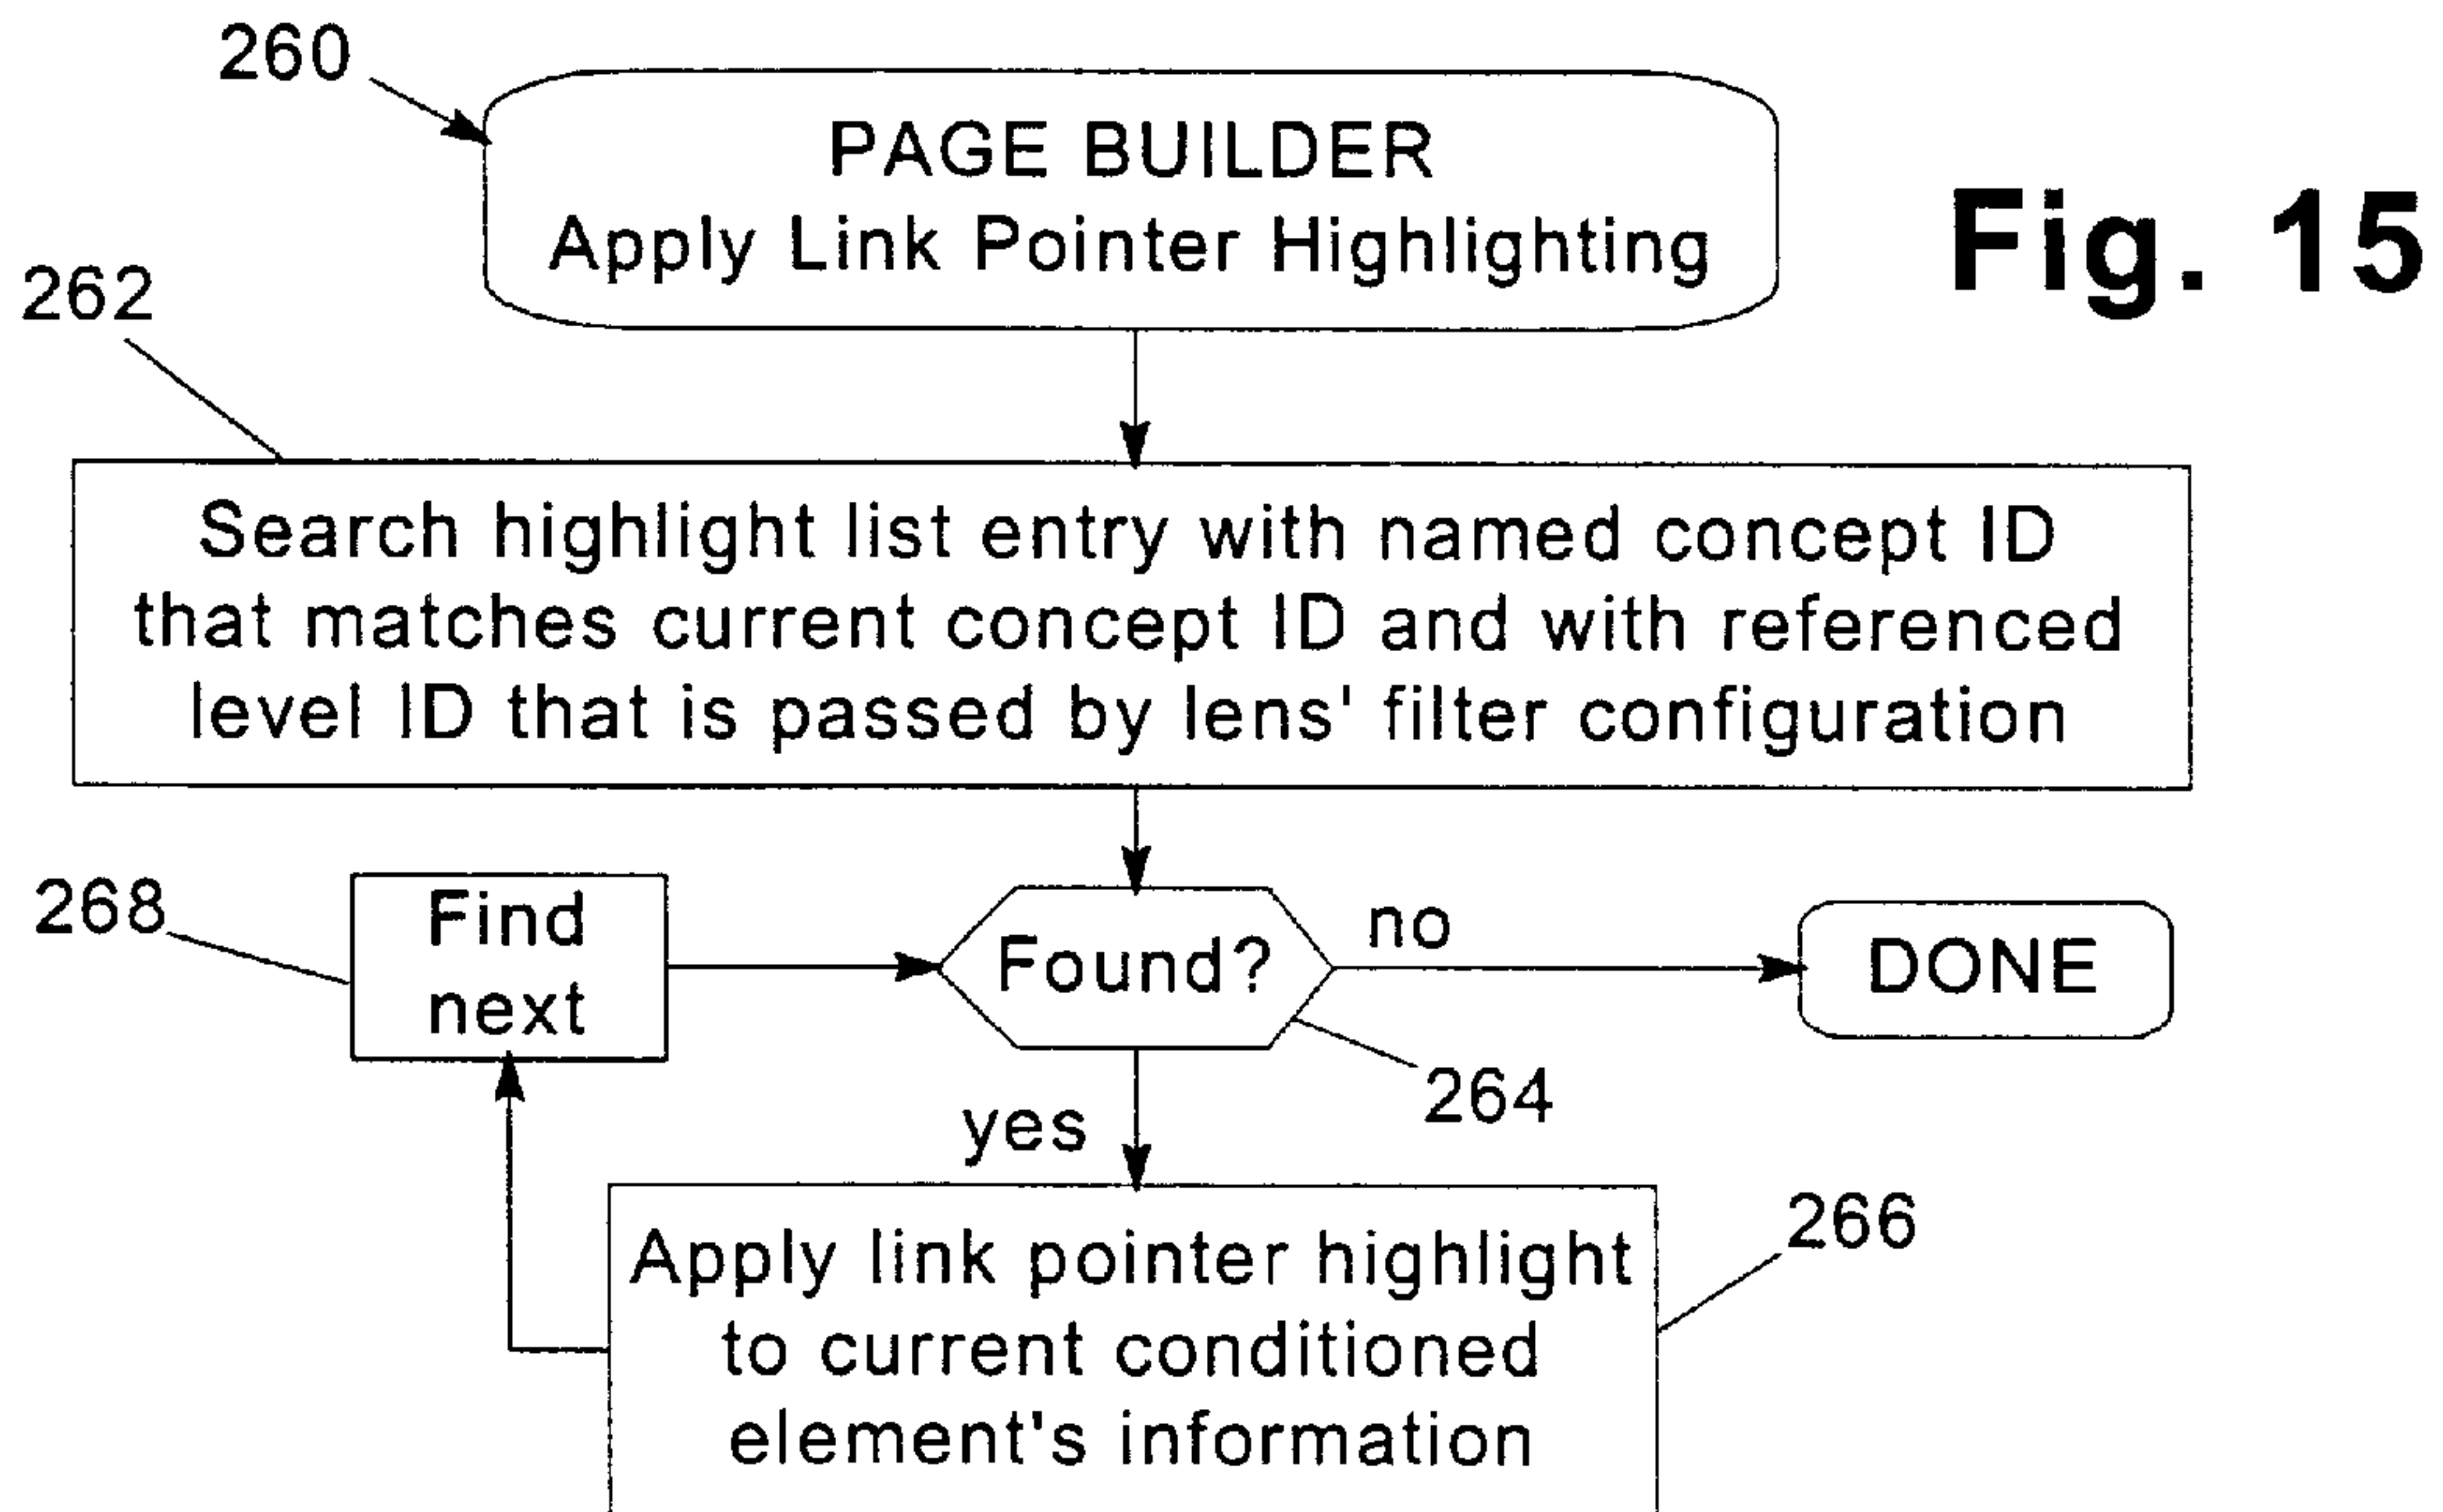 260
PAGE BUILDER
Apply Link Pointer Highlighting
Fig. 15
262
Search highlight list entry with named concept ID
that matches current concept ID and with referenced
level ID that is passed by lens' filter configuration
268
Find
next
Found?
no
DONE
264
yes
266
Apply link pointer highlight
to current conditioned
element's information